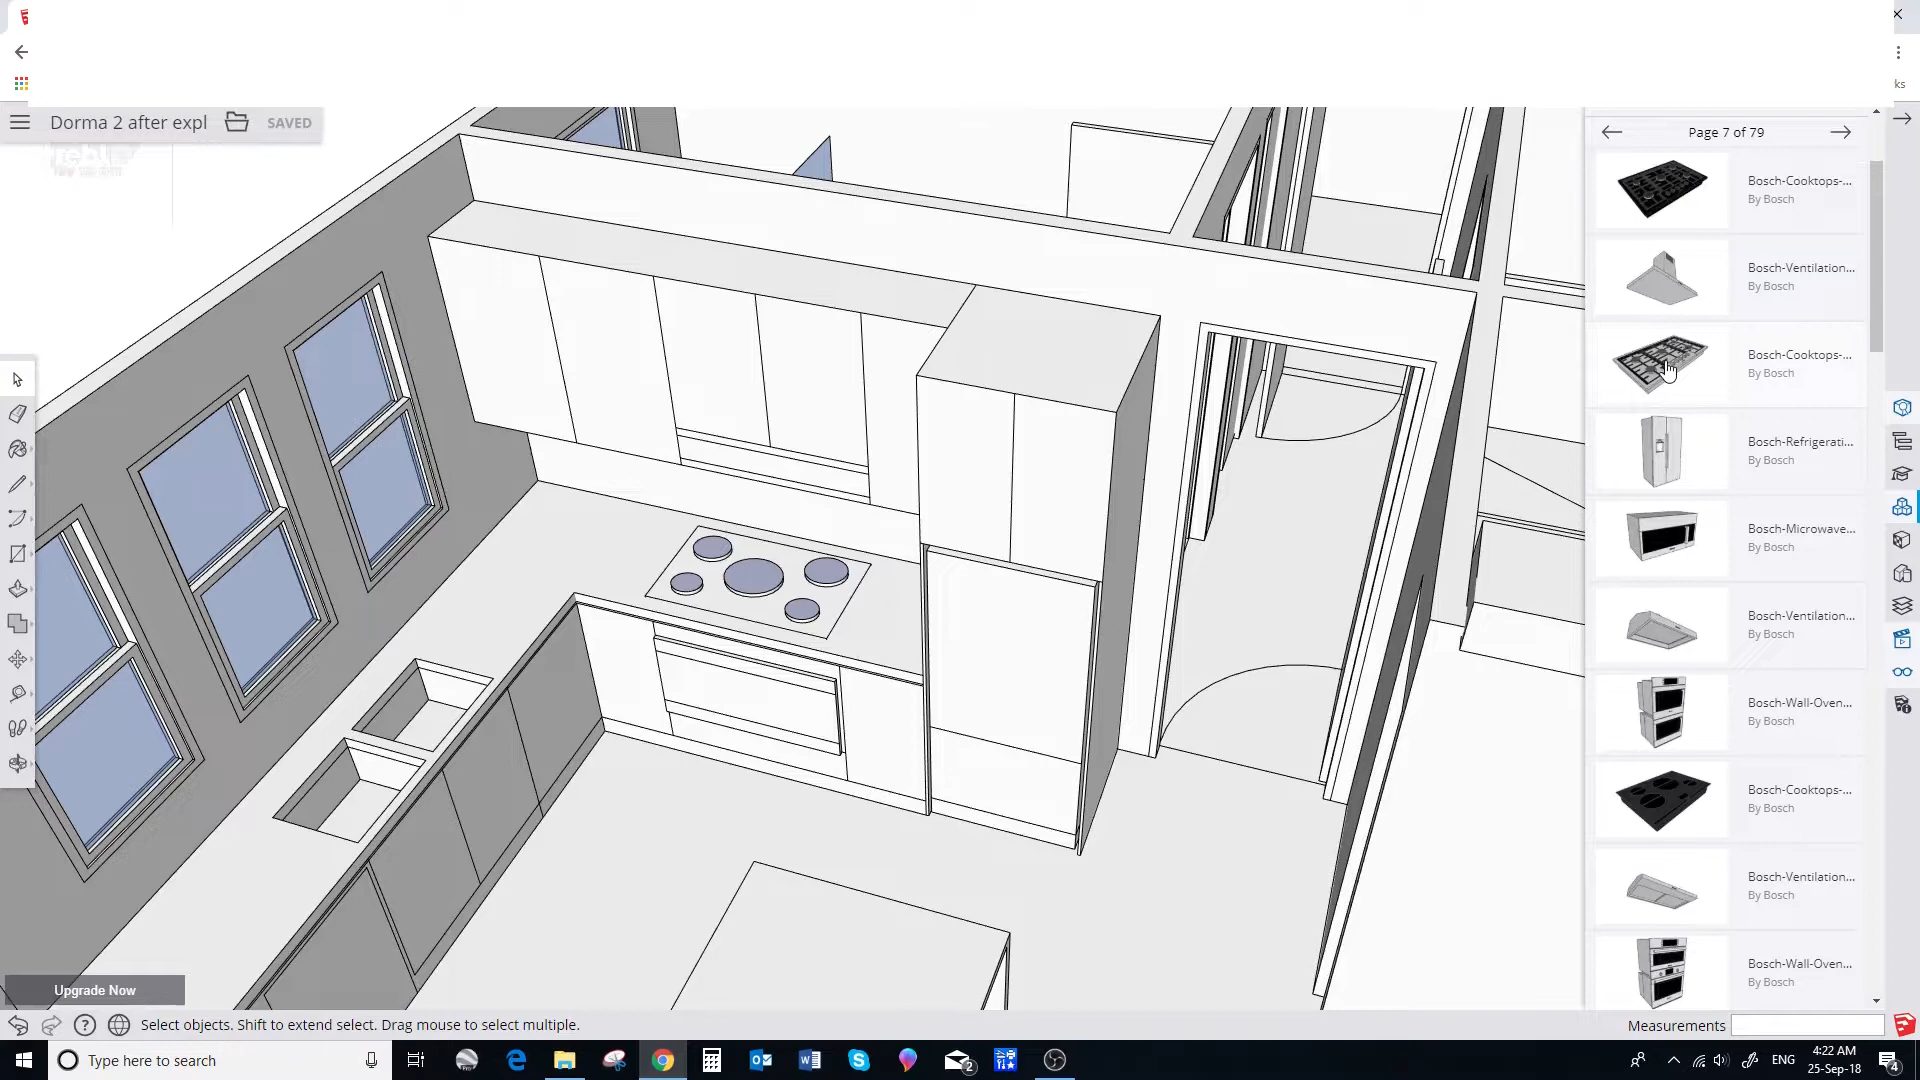 ks
Dorma 2 after expl SAVED
Page 7 of 79
Bosch-Cooktops-...
By Bosch
Bosch-Ventilation...
By Bosch
Bosch-Cooktops-...
By Bosch
Bosch-Refrigerati...
By Bosch
Bosch-Microwave...
By Bosch
Bosch-Ventilation...
By Bosch
Bosch-Wall-Oven...
By Bosch
Bosch-Cooktops-...
By Bosch
Bosch-Ventilation...
By Bosch
Bosch-Wall-Oven...
By Bosch
Upgrade Now
Select objects. Shift to extend select. Drag mouse to select multiple.
Measurements
Type here to search
2
ENG
4:22 AM
25-Sep-18
4